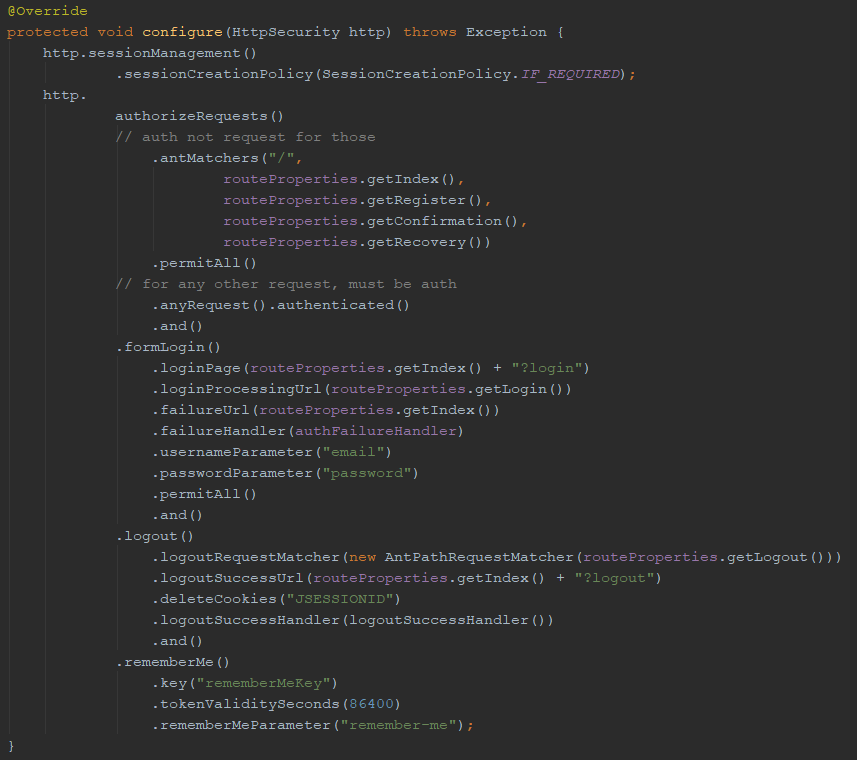 @Override
protected void configure(HttpSecurity http) throws Exception {
    http.sessionManagement()
            .sessionCreationPolicy(SessionCreationPolicy.IF_REQUIRED);
    http.
            authorizeRequests()
            // auth not request for those
                .antMatchers("/",
                        routeProperties.getIndex(),
                        routeProperties.getRegister(),
                        routeProperties.getConfirmation(),
                        routeProperties.getRecovery())
                .permitAll()
            // for any other request, must be auth
                .anyRequest().authenticated()
                .and()
            .formLogin()
                .loginPage(routeProperties.getIndex() + "?login")
                .loginProcessingUrl(routeProperties.getLogin())
                .failureUrl(routeProperties.getIndex())
                .failureHandler(authFailureHandler)
                .usernameParameter("email")
                .passwordParameter("password")
                .permitAll()
                .and()
            .logout()
                .logoutRequestMatcher(new AntPathRequestMatcher(routeProperties.getLogout()))
                .logoutSuccessUrl(routeProperties.getIndex() + "?logout")
                .deleteCookies("JSESSIONID")
                .logoutSuccessHandler(logoutSuccessHandler())
                .and()
            .rememberMe()
                .key("rememberMeKey")
                .tokenValiditySeconds(86400)
                .rememberMeParameter("remember-me");
}